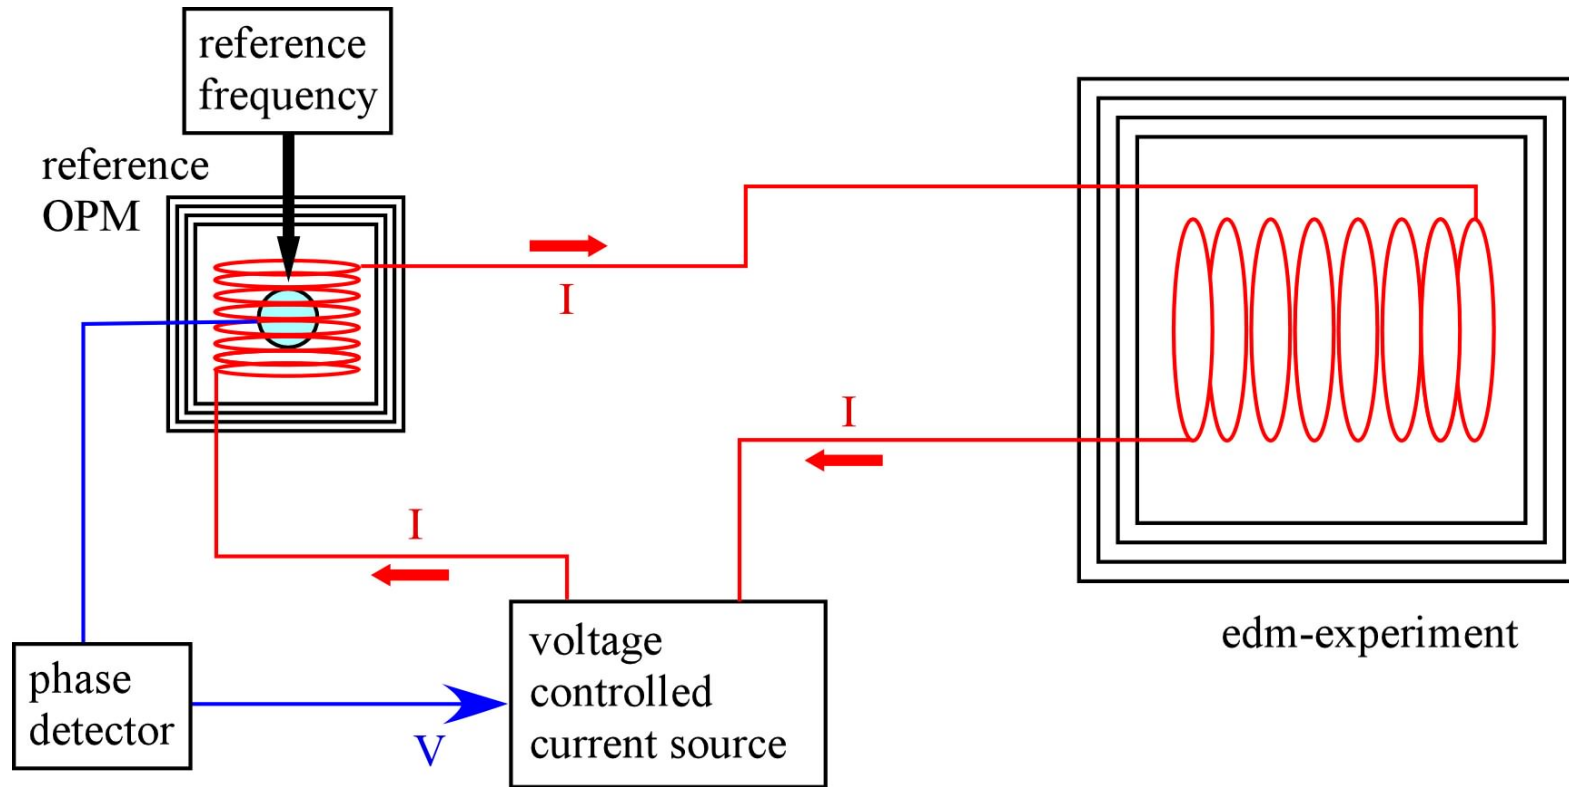 reference
frequency
reference
OPM
I
I
I
edm-experiment
voltage
controlled
current source
phase
detector
V